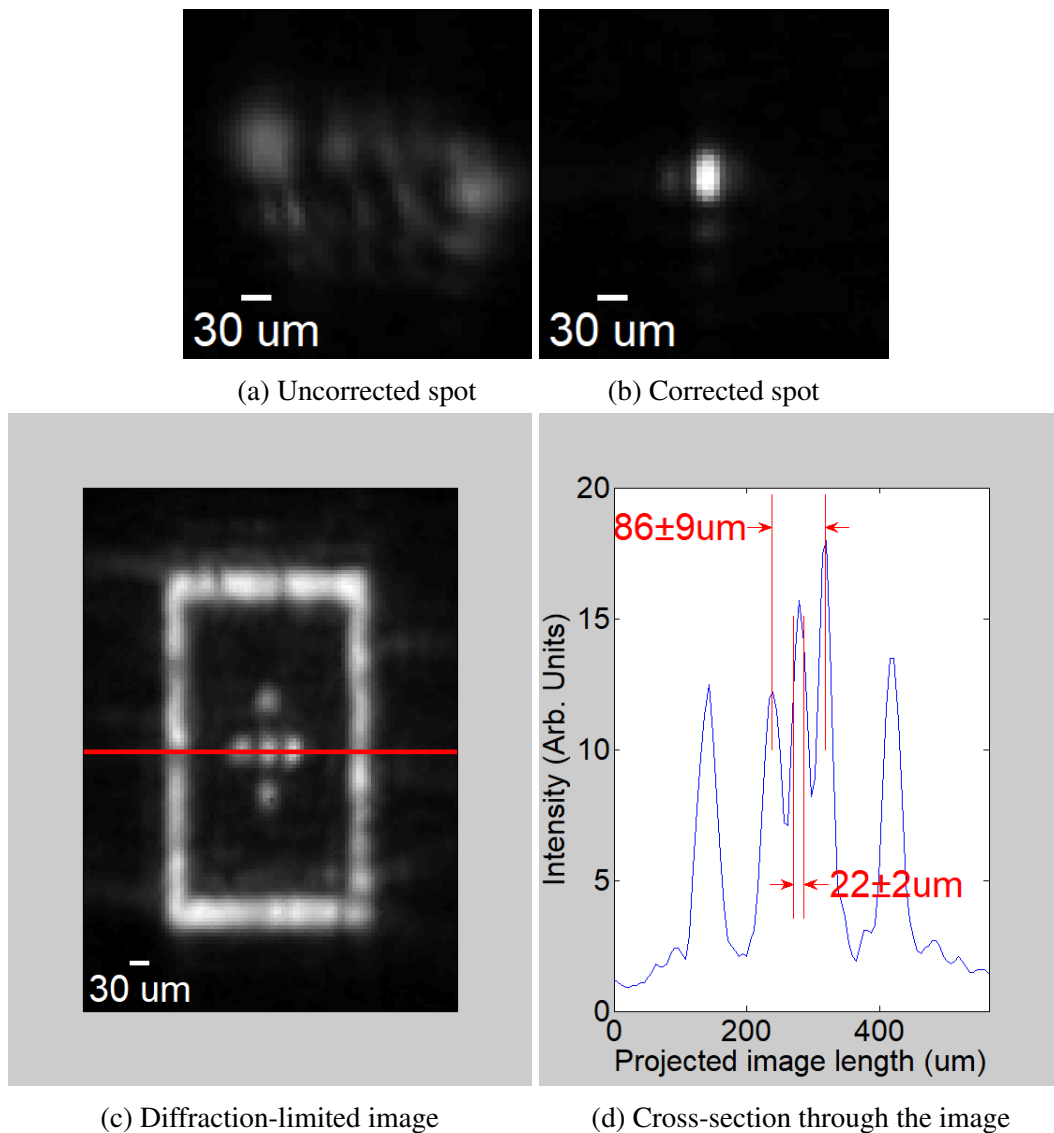 30 um
30 um
(a) Uncorrected spot
(b) Corrected spot
30 um
(c) Diffraction-limited image
20
15
10
5
0
Intensity (Arb. Units)
86±9um
22±2um
0
200
400
Projected image length (um)
(d) Cross-section through the image